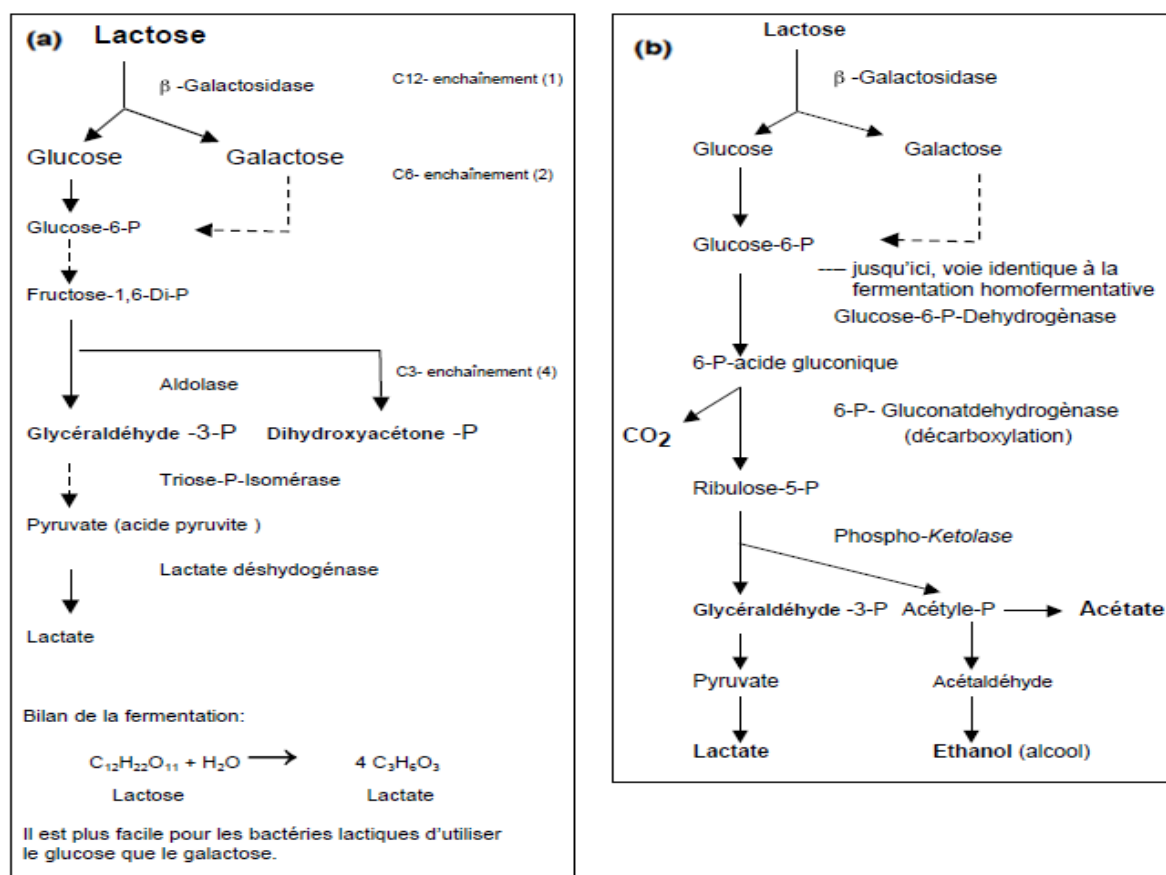 (a) Lactose
β -Galactosidase
C12- enchaînement (1)
Glucose
Galactose
C6- enchaînement (2)
Glucose-6-P
Fructose-1,6-Di-P
Aldolase
C3- enchaînement (4)
Glycéraldéhyde -3-P
Dihydroxyacétone -P
Triose-P-Isomérase
Pyruvate (acide pyruvite )
Lactate déshydogénase
Lactate
Bilan de la fermentation:
C₁₂H₂₂O₁₁ + H₂O ⟶ 4 C₃H₆O₃
Lactose
Lactate
Il est plus facile pour les bactéries lactiques d'utiliser
le glucose que le galactose.
(b)
Lactose
β -Galactosidase
Glucose
Galactose
Glucose-6-P
---- jusqu'ici, voie identique à la
fermentation homofermentative
Glucose-6-P-Dehydrogènase
6-P-acide gluconique
CO₂
6-P- Gluconatdehydrogènase
(décarboxylation)
Ribulose-5-P
Phospho-Ketolase
Glycéraldéhyde -3-P
Acétyle-P
Acétate
Pyruvate
Acétaldéhyde
Lactate
Ethanol (alcool)